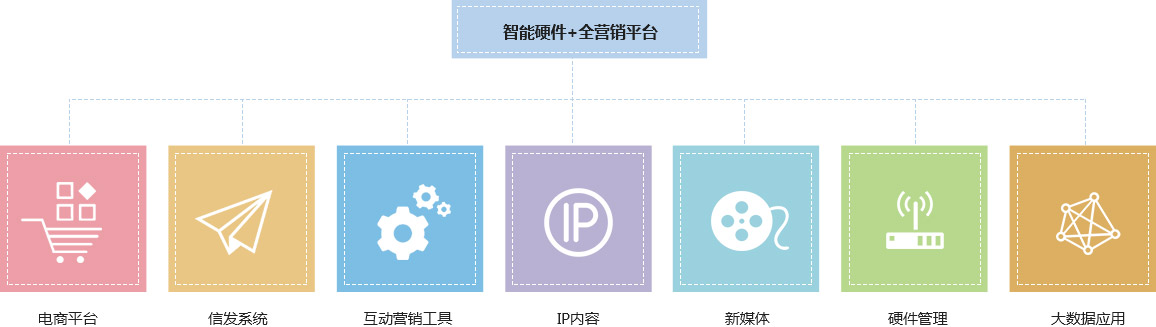 智能硬件+全营销平台
IP
电商平台
信发系统
互动营销工具
IP内容
新媒体
硬件管理
大数据应用